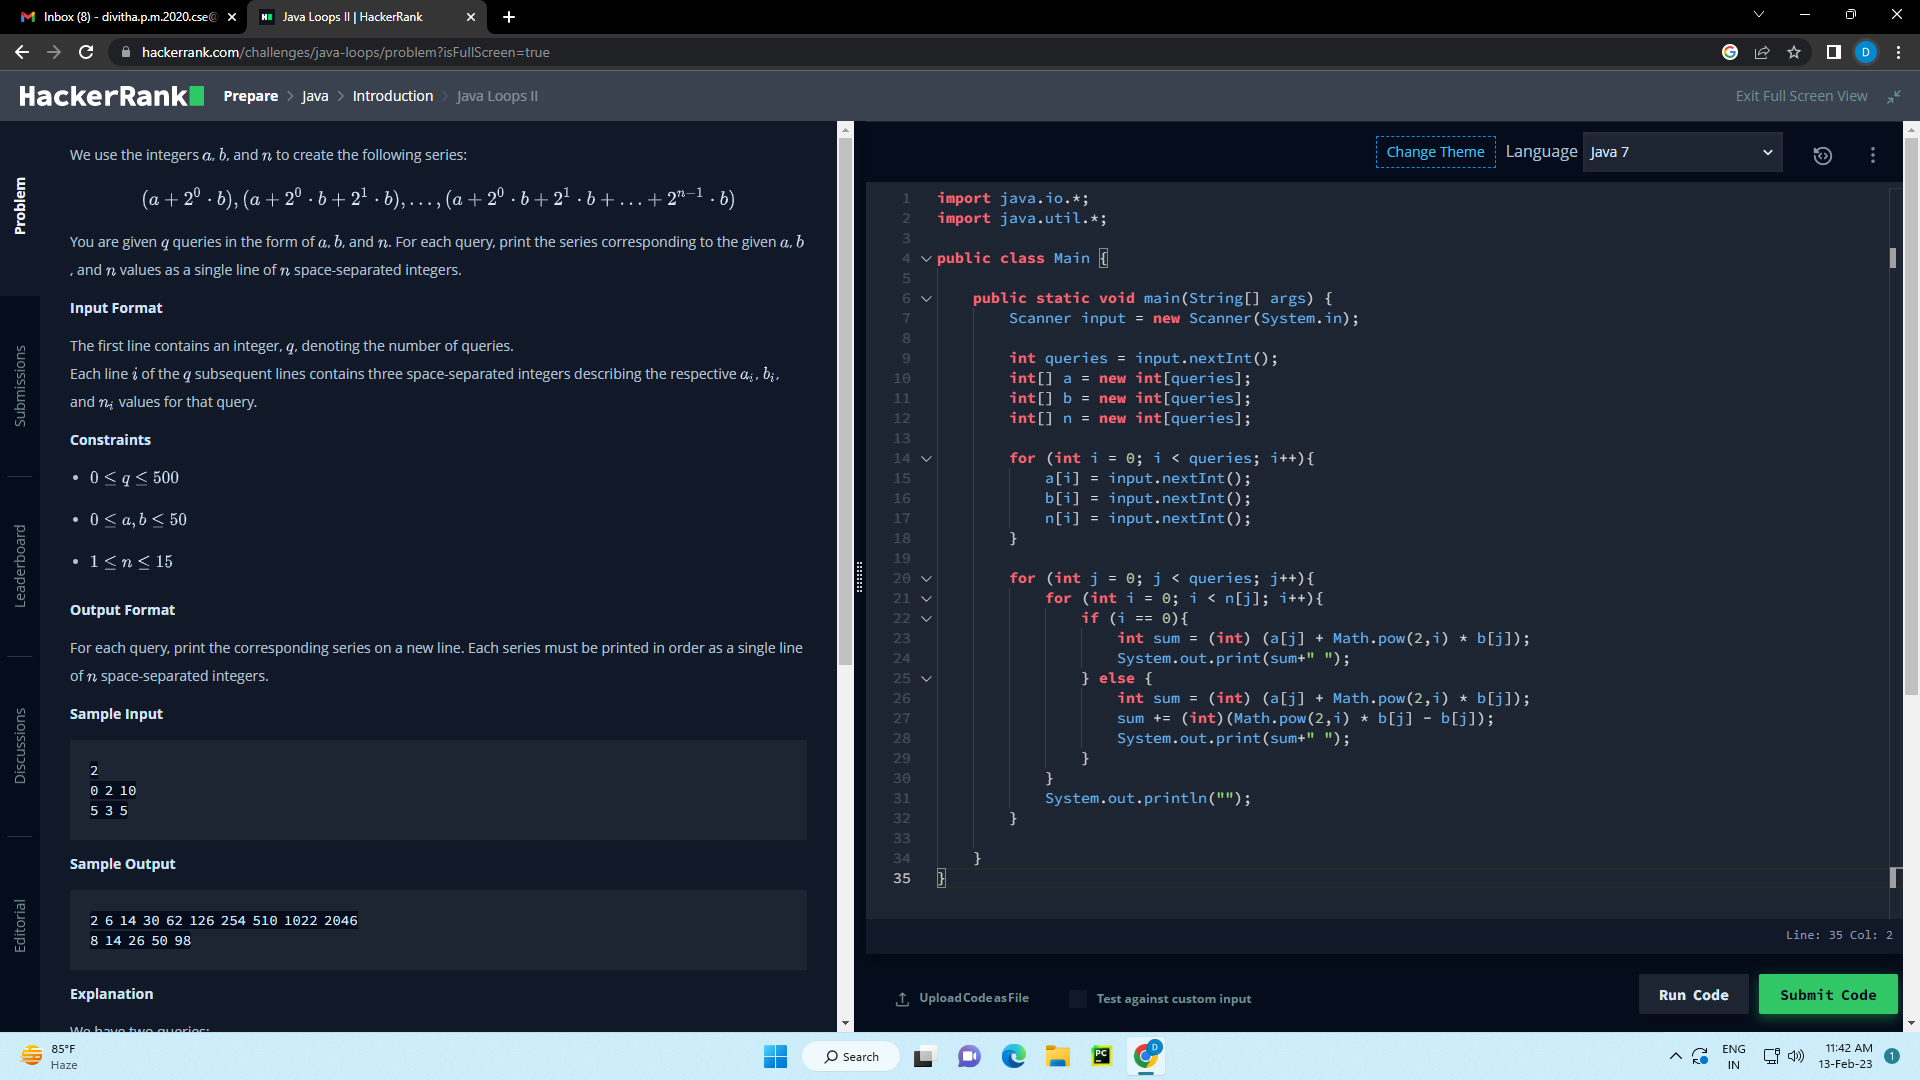 Inbox (8) - divitha.p.m.2020.cse@
Java Loops II | HackerRank
hackerrank.com/challenges/java-loops/problem?isFullScreen=true
D
HackerRank
Prepare > Java > Introduction > Java Loops II
Exit Full Screen View
Problem
Submissions
Leaderboard
Discussions
Editorial
We use the integers a, b, and n to create the following series:
(a + 2^0 · b), (a + 2^0 · b + 2^1 · b), . . . , (a + 2^0 · b + 2^1 · b + . . . + 2^{n−1} · b)
You are given q queries in the form of a, b, and n. For each query, print the series corresponding to the given a, b
, and n values as a single line of n space-separated integers.
Input Format
The first line contains an integer, q, denoting the number of queries.
Each line i of the q subsequent lines contains three space-separated integers describing the respective a_i, b_i,
and n_i values for that query.
Constraints
• 0 ≤ q ≤ 500
• 0 ≤ a, b ≤ 50
• 1 ≤ n ≤ 15
Output Format
For each query, print the corresponding series on a new line. Each series must be printed in order as a single line
of n space-separated integers.
Sample Input
2
0 2 10
5 3 5
Sample Output
2 6 14 30 62 126 254 510 1022 2046
8 14 26 50 98
Explanation
We have two queries:
Change Theme
Language
Java 7
1 import java.io.*;
2 import java.util.*;
3
4 public class Main {
5
6 public static void main(String[] args) {
7 Scanner input = new Scanner(System.in);
8
9 int queries = input.nextInt();
10 int[] a = new int[queries];
11 int[] b = new int[queries];
12 int[] n = new int[queries];
13
14 for (int i = 0; i < queries; i++){
15 a[i] = input.nextInt();
16 b[i] = input.nextInt();
17 n[i] = input.nextInt();
18 }
19
20 for (int j = 0; j < queries; j++){
21 for (int i = 0; i < n[j]; i++){
22 if (i == 0){
23 int sum = (int) (a[j] + Math.pow(2,i) * b[j]);
24 System.out.print(sum+" ");
25 } else {
26 int sum = (int) (a[j] + Math.pow(2,i) * b[j]);
27 sum += (int)(Math.pow(2,i) * b[j] - b[j]);
28 System.out.print(sum+" ");
29 }
30 }
31 System.out.println("");
32 }
33
34 }
35 }
Line: 35 Col: 2
Upload Code as File
Test against custom input
Run Code
Submit Code
85°F
Haze
Search
PC
D
ENG
IN
11:42 AM
13-Feb-23
1